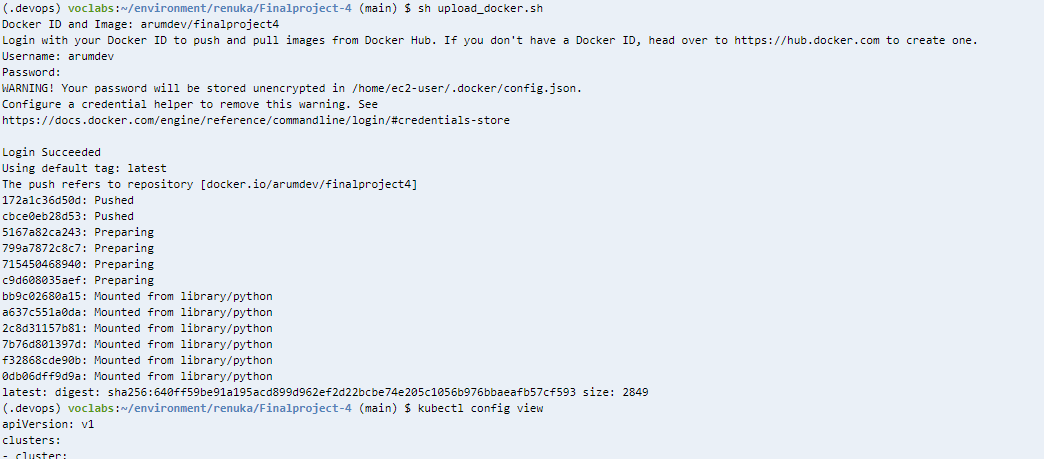 (.devops) voclabs:~/environment/renuka/Finalproject-4 (main) $ sh upload_docker.sh
Docker ID and Image: arumdev/finalproject4
Login with your Docker ID to push and pull images from Docker Hub. If you don't have a Docker ID, head over to https://hub.docker.com to create one.
Username: arumdev
Password:
WARNING! Your password will be stored unencrypted in /home/ec2-user/.docker/config.json.
Configure a credential helper to remove this warning. See
https://docs.docker.com/engine/reference/commandline/login/#credentials-store
Login Succeeded
Using default tag: latest
The push refers to repository [docker.io/arumdev/finalproject4]
172a1c36d50d: Pushed
cbce0eb28d53: Pushed
5167a82ca243: Preparing
799a7872c8c7: Preparing
715450468940: Preparing
c9d608035aef: Preparing
bb9c02680a15: Mounted from library/python
a637c551a0da: Mounted from library/python
2c8d31157b81: Mounted from library/python
7b76d801397d: Mounted from library/python
f32868cde90b: Mounted from library/python
0db06dff9d9a: Mounted from library/python
latest: digest: sha256:640ff59be91a195acd899d962ef2d22bcbe74e205c1056b976bbaeafb57cf593 size: 2849
(.devops) voclabs:~/environment/renuka/Finalproject-4 (main) $ kubectl config view
apiVersion: v1
clusters:
- cluster: